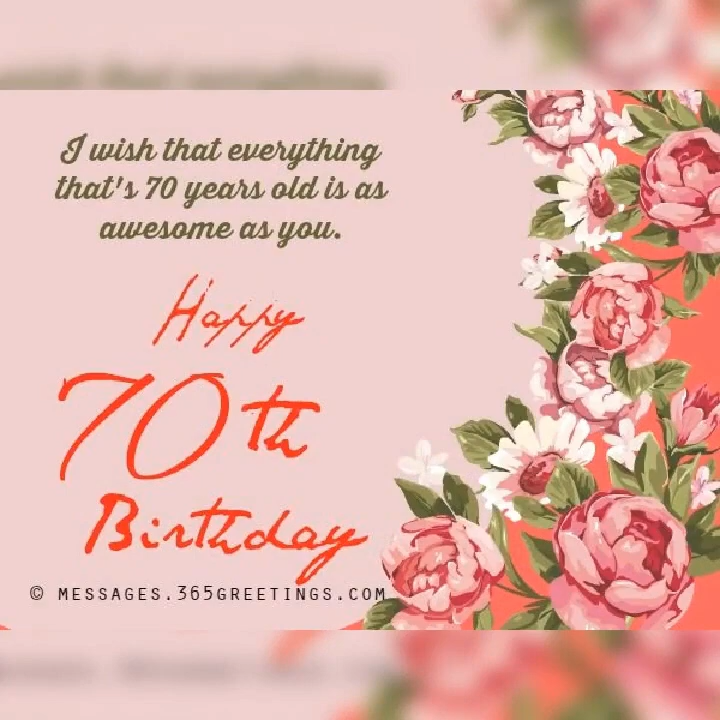 I wish that everything
that's 70 years old is as
awesome as you.
Happy
70th
Birthday
© MESSAGES.365GREETINGS.COM